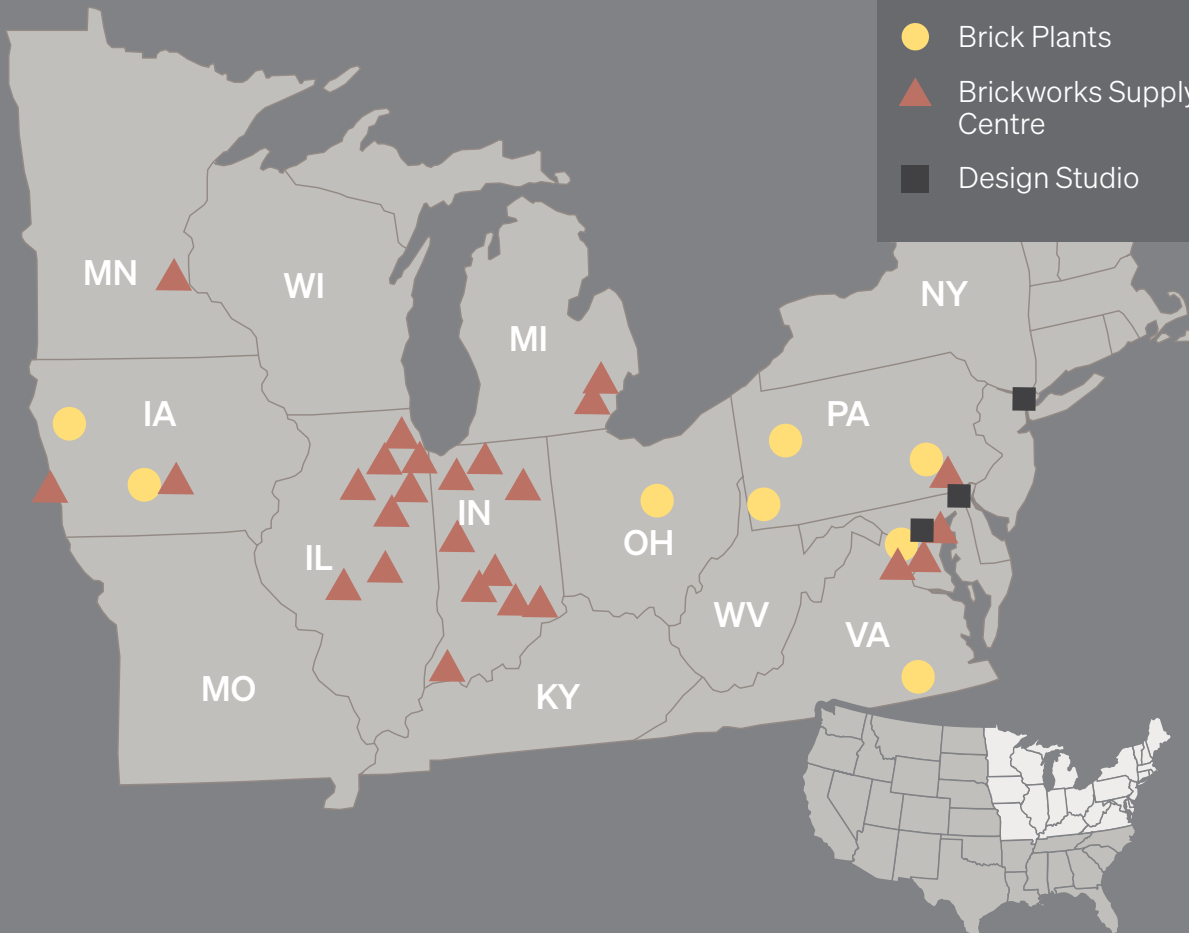 Brick Plants
Brickworks Supply
Centre
Design Studio
MN
WI
MI
NY
IA
PA
IN
OH
IL
WV
VA
MO
KY